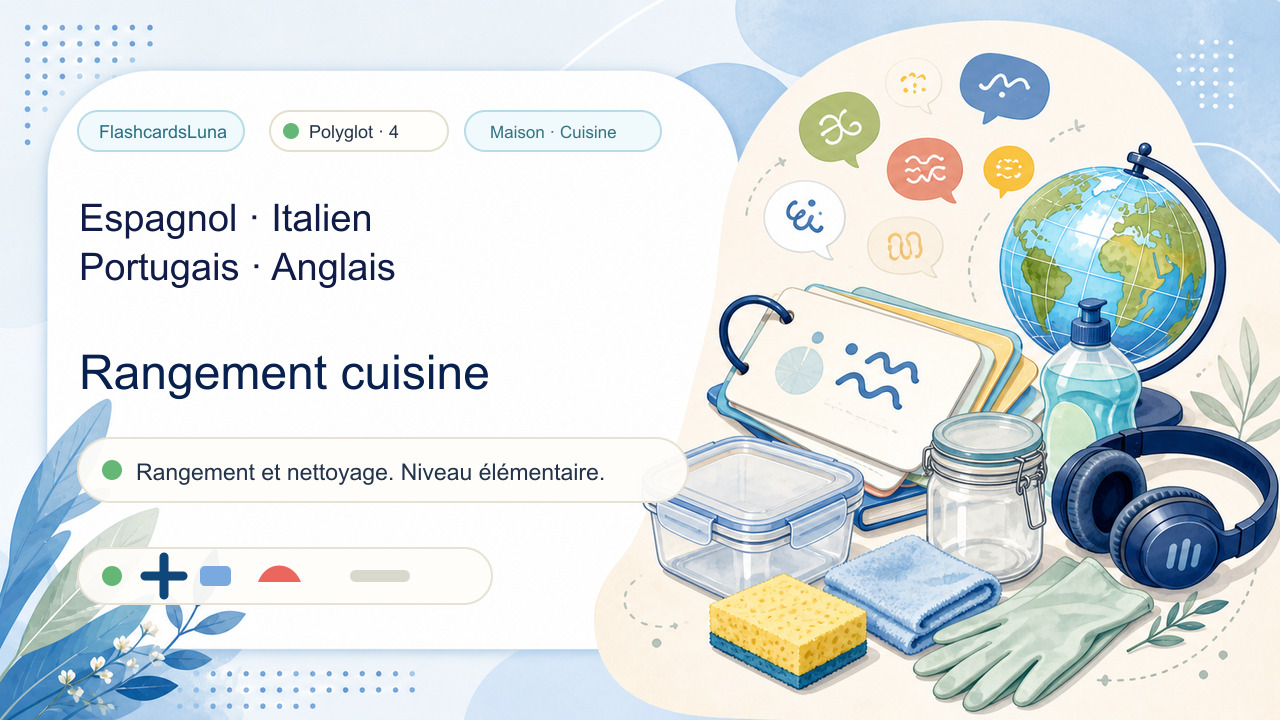 FlashcardsLuna
Polyglot · 4
Maison · Cuisine
Espagnol · Italien
Portugais · Anglais
Rangement cuisine
Rangement et nettoyage. Niveau élémentaire.